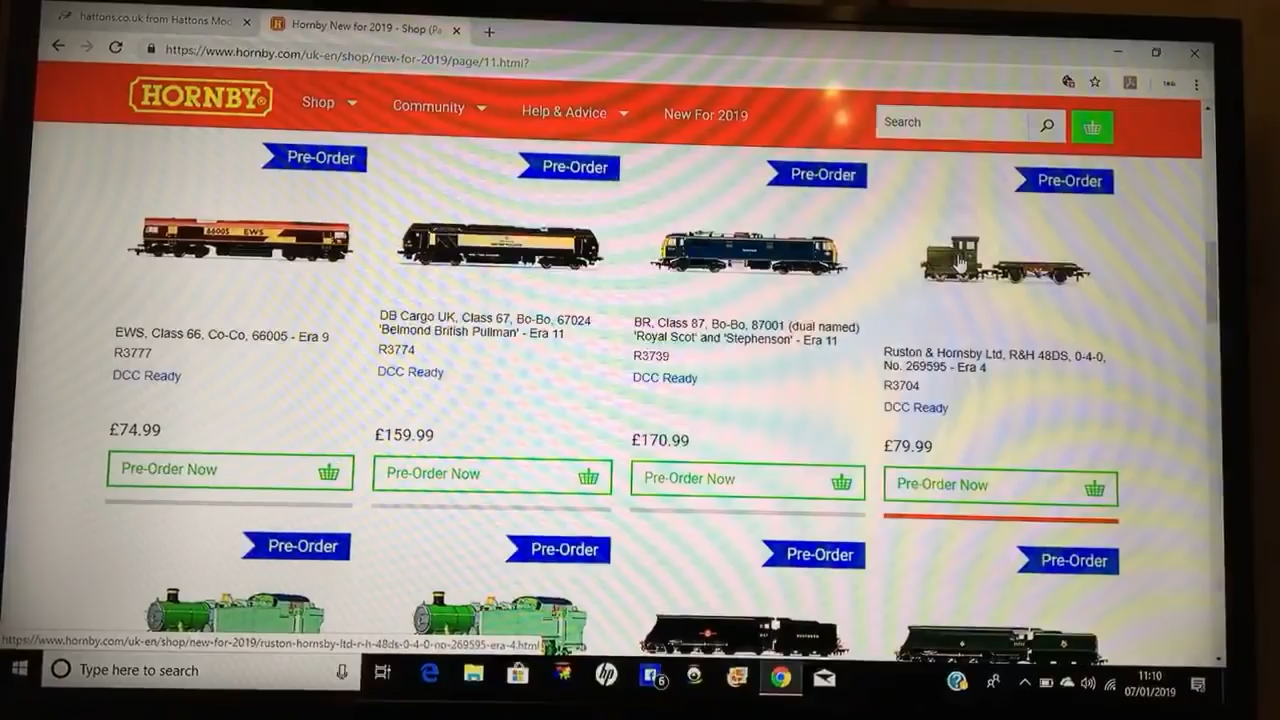 hattons.co.uk from Hattons Mod
Hornby New for 2019 - Shop (Pa
https://www.hornby.com/uk-en/shop/new-for-2019/page/11.html?
HORNBY®
Shop
Community
Help & Advice
New For 2019
Search
Pre-Order
Pre-Order
Pre-Order
Pre-Order
66005 EWS
EWS, Class 66, Co-Co, 66005 - Era 9
R3777
DCC Ready
£74.99
Pre-Order Now
DB Cargo UK, Class 67, Bo-Bo, 67024
'Belmond British Pullman' - Era 11
R3774
DCC Ready
£159.99
Pre-Order Now
BR, Class 87, Bo-Bo, 87001 (dual named)
'Royal Scot' and 'Stephenson' - Era 11
R3739
DCC Ready
£170.99
Pre-Order Now
Ruston & Hornsby Ltd, R&H 48DS, 0-4-0,
No. 269595 - Era 4
R3704
DCC Ready
£79.99
Pre-Order Now
Pre-Order
Pre-Order
Pre-Order
Pre-Order
https://www.hornby.com/uk-en/shop/new-for-2019/ruston-hornsby-ltd-r-h-48ds-0-4-0-no-269595-era-4.html
Type here to search
hp
6
11:10
07/01/2019